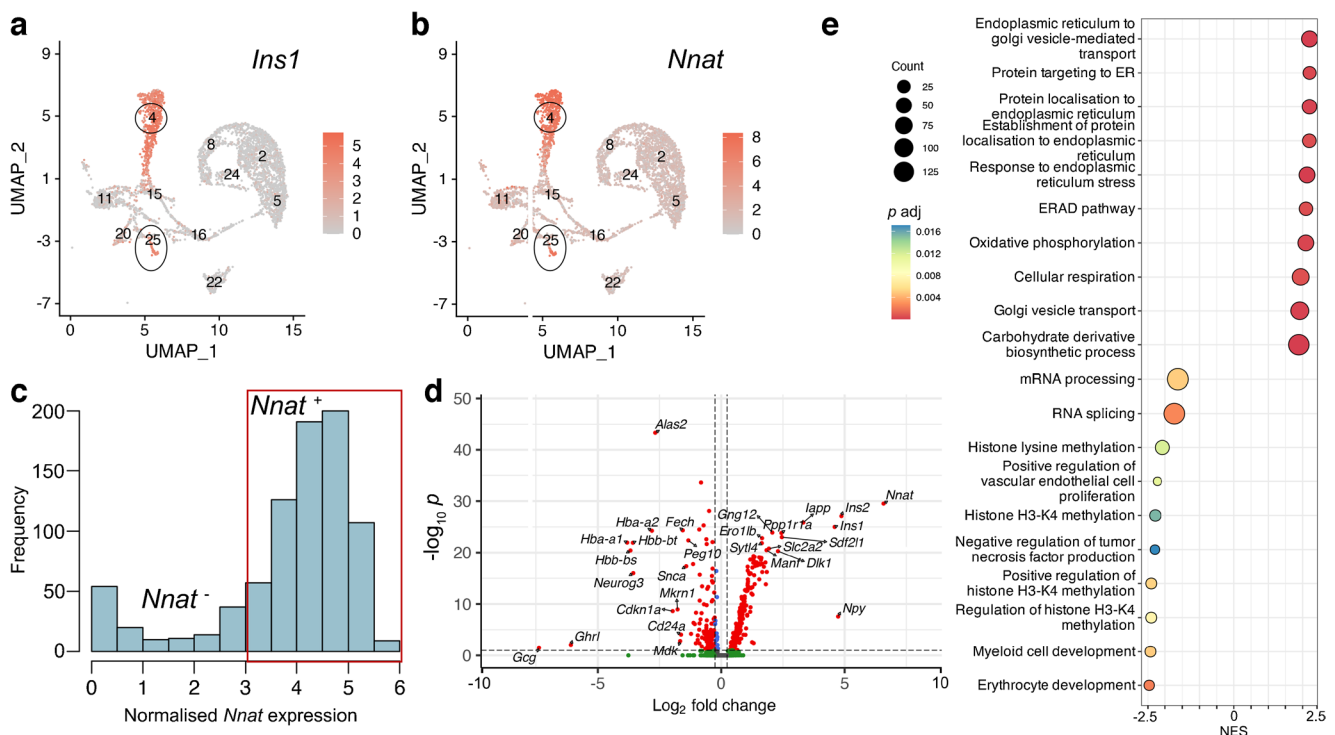 a
Ins1
9
5
1
-3
-7
UMAP_2
0
5
10
15
UMAP_1
4
8
2
24
5
11
15
20
25
16
22
5
4
3
2
1
0
b
Nnat
9
5
1
-3
-7
UMAP_2
0
5
10
15
UMAP_1
4
8
2
24
5
11
15
20
25
16
22
8
6
4
2
0
c
Nnat +
Nnat -
200
150
100
50
0
Frequency
0
1
2
3
4
5
6
Normalised Nnat expression
d
50
40
30
20
10
0
-log10 p
-10
-5
0
5
10
Log2 fold change
Alas2
Nnat
Iapp
Ins2
Gng12
Ppp1r1a
Ins1
Hba-a2
Fech
Ero1lb
Sdf2l1
Hba-a1
Hbb-bt
Sytl4
Slc2a2
Hbb-bs
Peg10
Manf
Dlk1
Neurog3
Snca
Mkrn1
Cdkn1a
Npy
Cd24a
Ghrl
Mdk
Gcg
e
Count
25
50
75
100
125
p adj
0.016
0.012
0.008
0.004
Endoplasmic reticulum to
golgi vesicle-mediated
transport
Protein targeting to ER
Protein localisation to
endoplasmic reticulum
Establishment of protein
localisation to endoplasmic
reticulum
Response to endoplasmic
reticulum stress
ERAD pathway
Oxidative phosphorylation
Cellular respiration
Golgi vesicle transport
Carbohydrate derivative
biosynthetic process
mRNA processing
RNA splicing
Histone lysine methylation
Positive regulation of
vascular endothelial cell
proliferation
Histone H3-K4 methylation
Negative regulation of tumor
necrosis factor production
Positive regulation of
histone H3-K4 methylation
Regulation of histone H3-K4
methylation
Myeloid cell development
Erythrocyte development
-2.5
0
2.5
NES